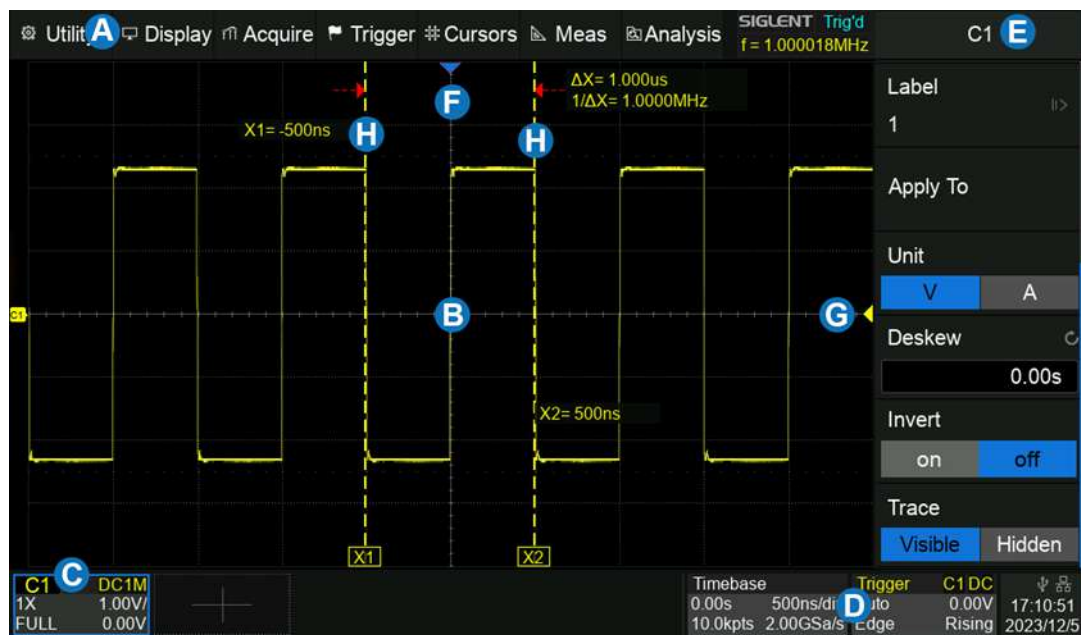 Utility A Display Acquire Trigger Cursors Meas Analysis
SIGLENT Trig'd
f = 1.000018MHz
C1 E
ΔX= 1.000us
1/ΔX= 1.0000MHz
F
X1= -500ns H H
Label
1
Apply To
Unit
V A
C1 B G
Deskew
0.00s
X2= 500ns
Invert
on off
Trace
Visible Hidden
X1 X2
C
C1 DC1M
1X 1.00V/
FULL 0.00V
Timebase
0.00s 500ns/div
10.0kpts 2.00GSa/s
D
Trigger C1 DC
Auto 0.00V
Edge Rising
17:10:51
2023/12/5